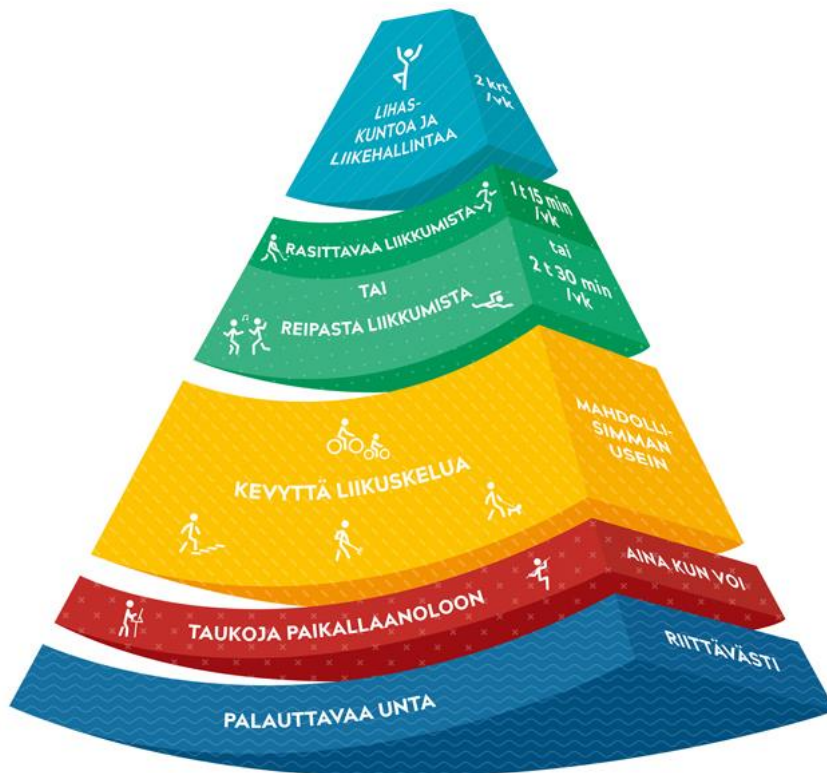 LIHAS-
KUNTOA JA
LIIKEHALLINTAA
2 krt
/vk
RASITTAVAA LIIKKUMISTA
1 t 15 min
/vk
TAI
tai
REIPASTA LIIKKUMISTA
2 t 30 min
/vk
KEVYTTÄ LIIKUSKELUA
MAHDOLLI-
SIMMAN
USEIN
TAUKOJA PAIKALLAANOLOON
AINA KUN VOI
PALAUTTAVAA UNTA
RIITTÄVÄSTI